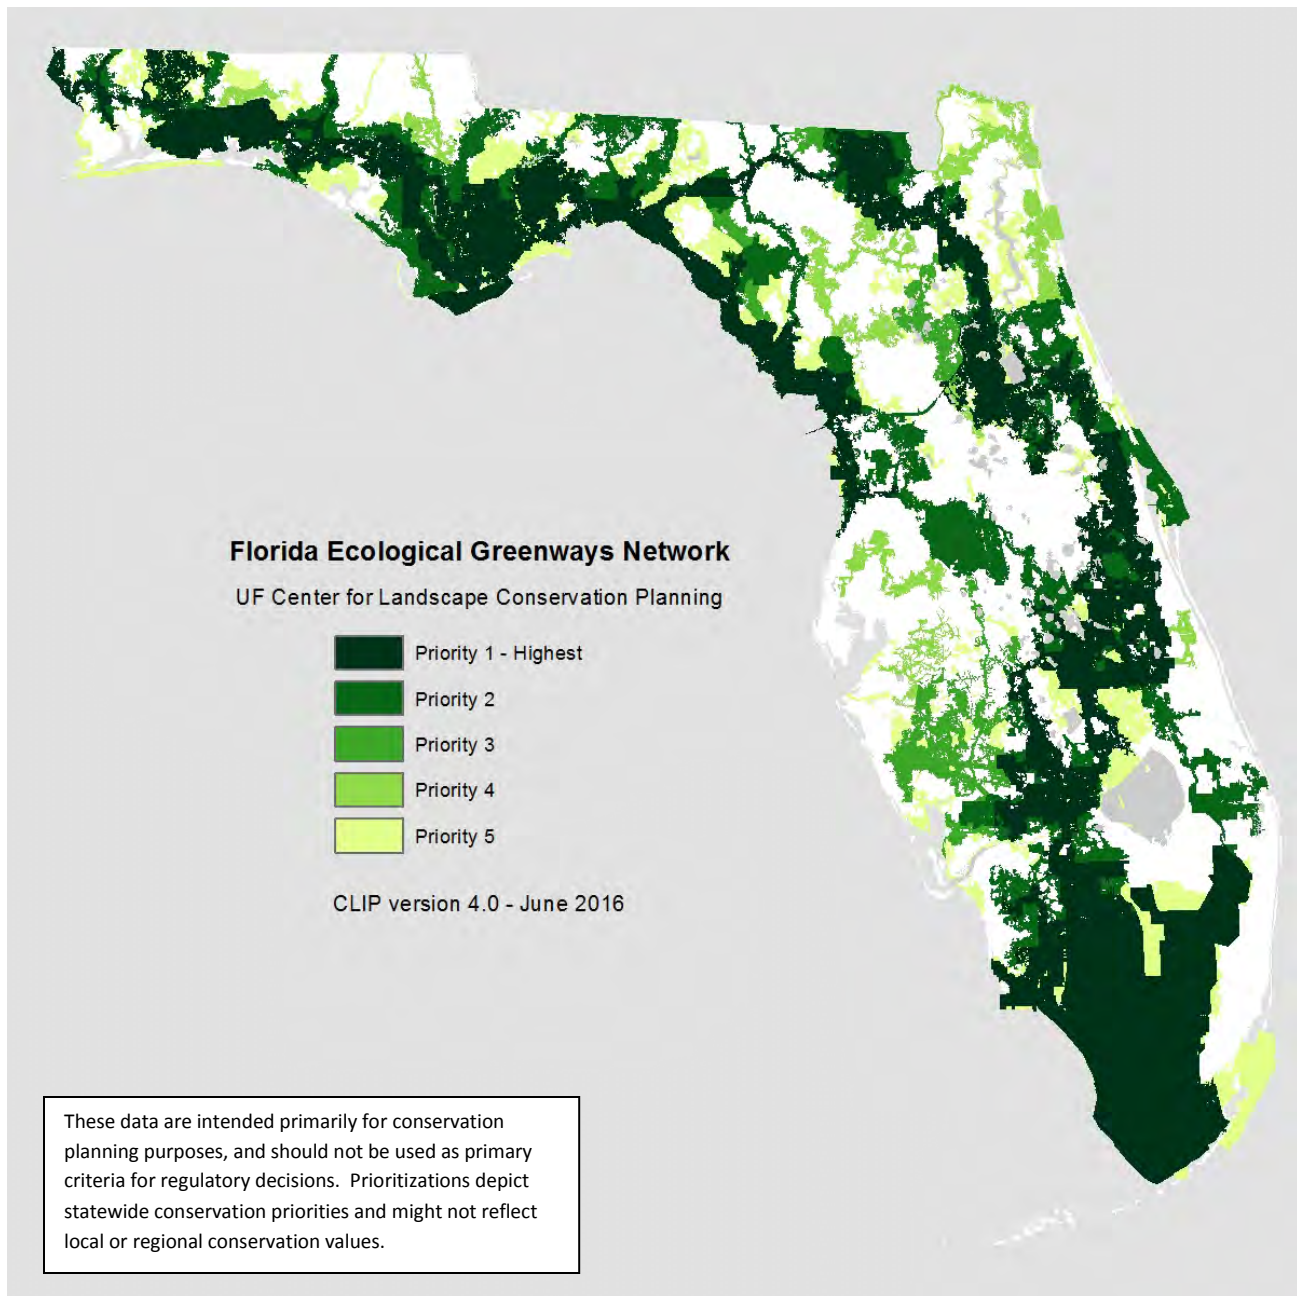 Florida Ecological Greenways Network
UF Center for Landscape Conservation Planning
Priority 1 - Highest
Priority 2
Priority 3
Priority 4
Priority 5
CLIP version 4.0 - June 2016
These data are intended primarily for conservation
planning purposes, and should not be used as primary
criteria for regulatory decisions.  Prioritizations depict
statewide conservation priorities and might not reflect
local or regional conservation values.